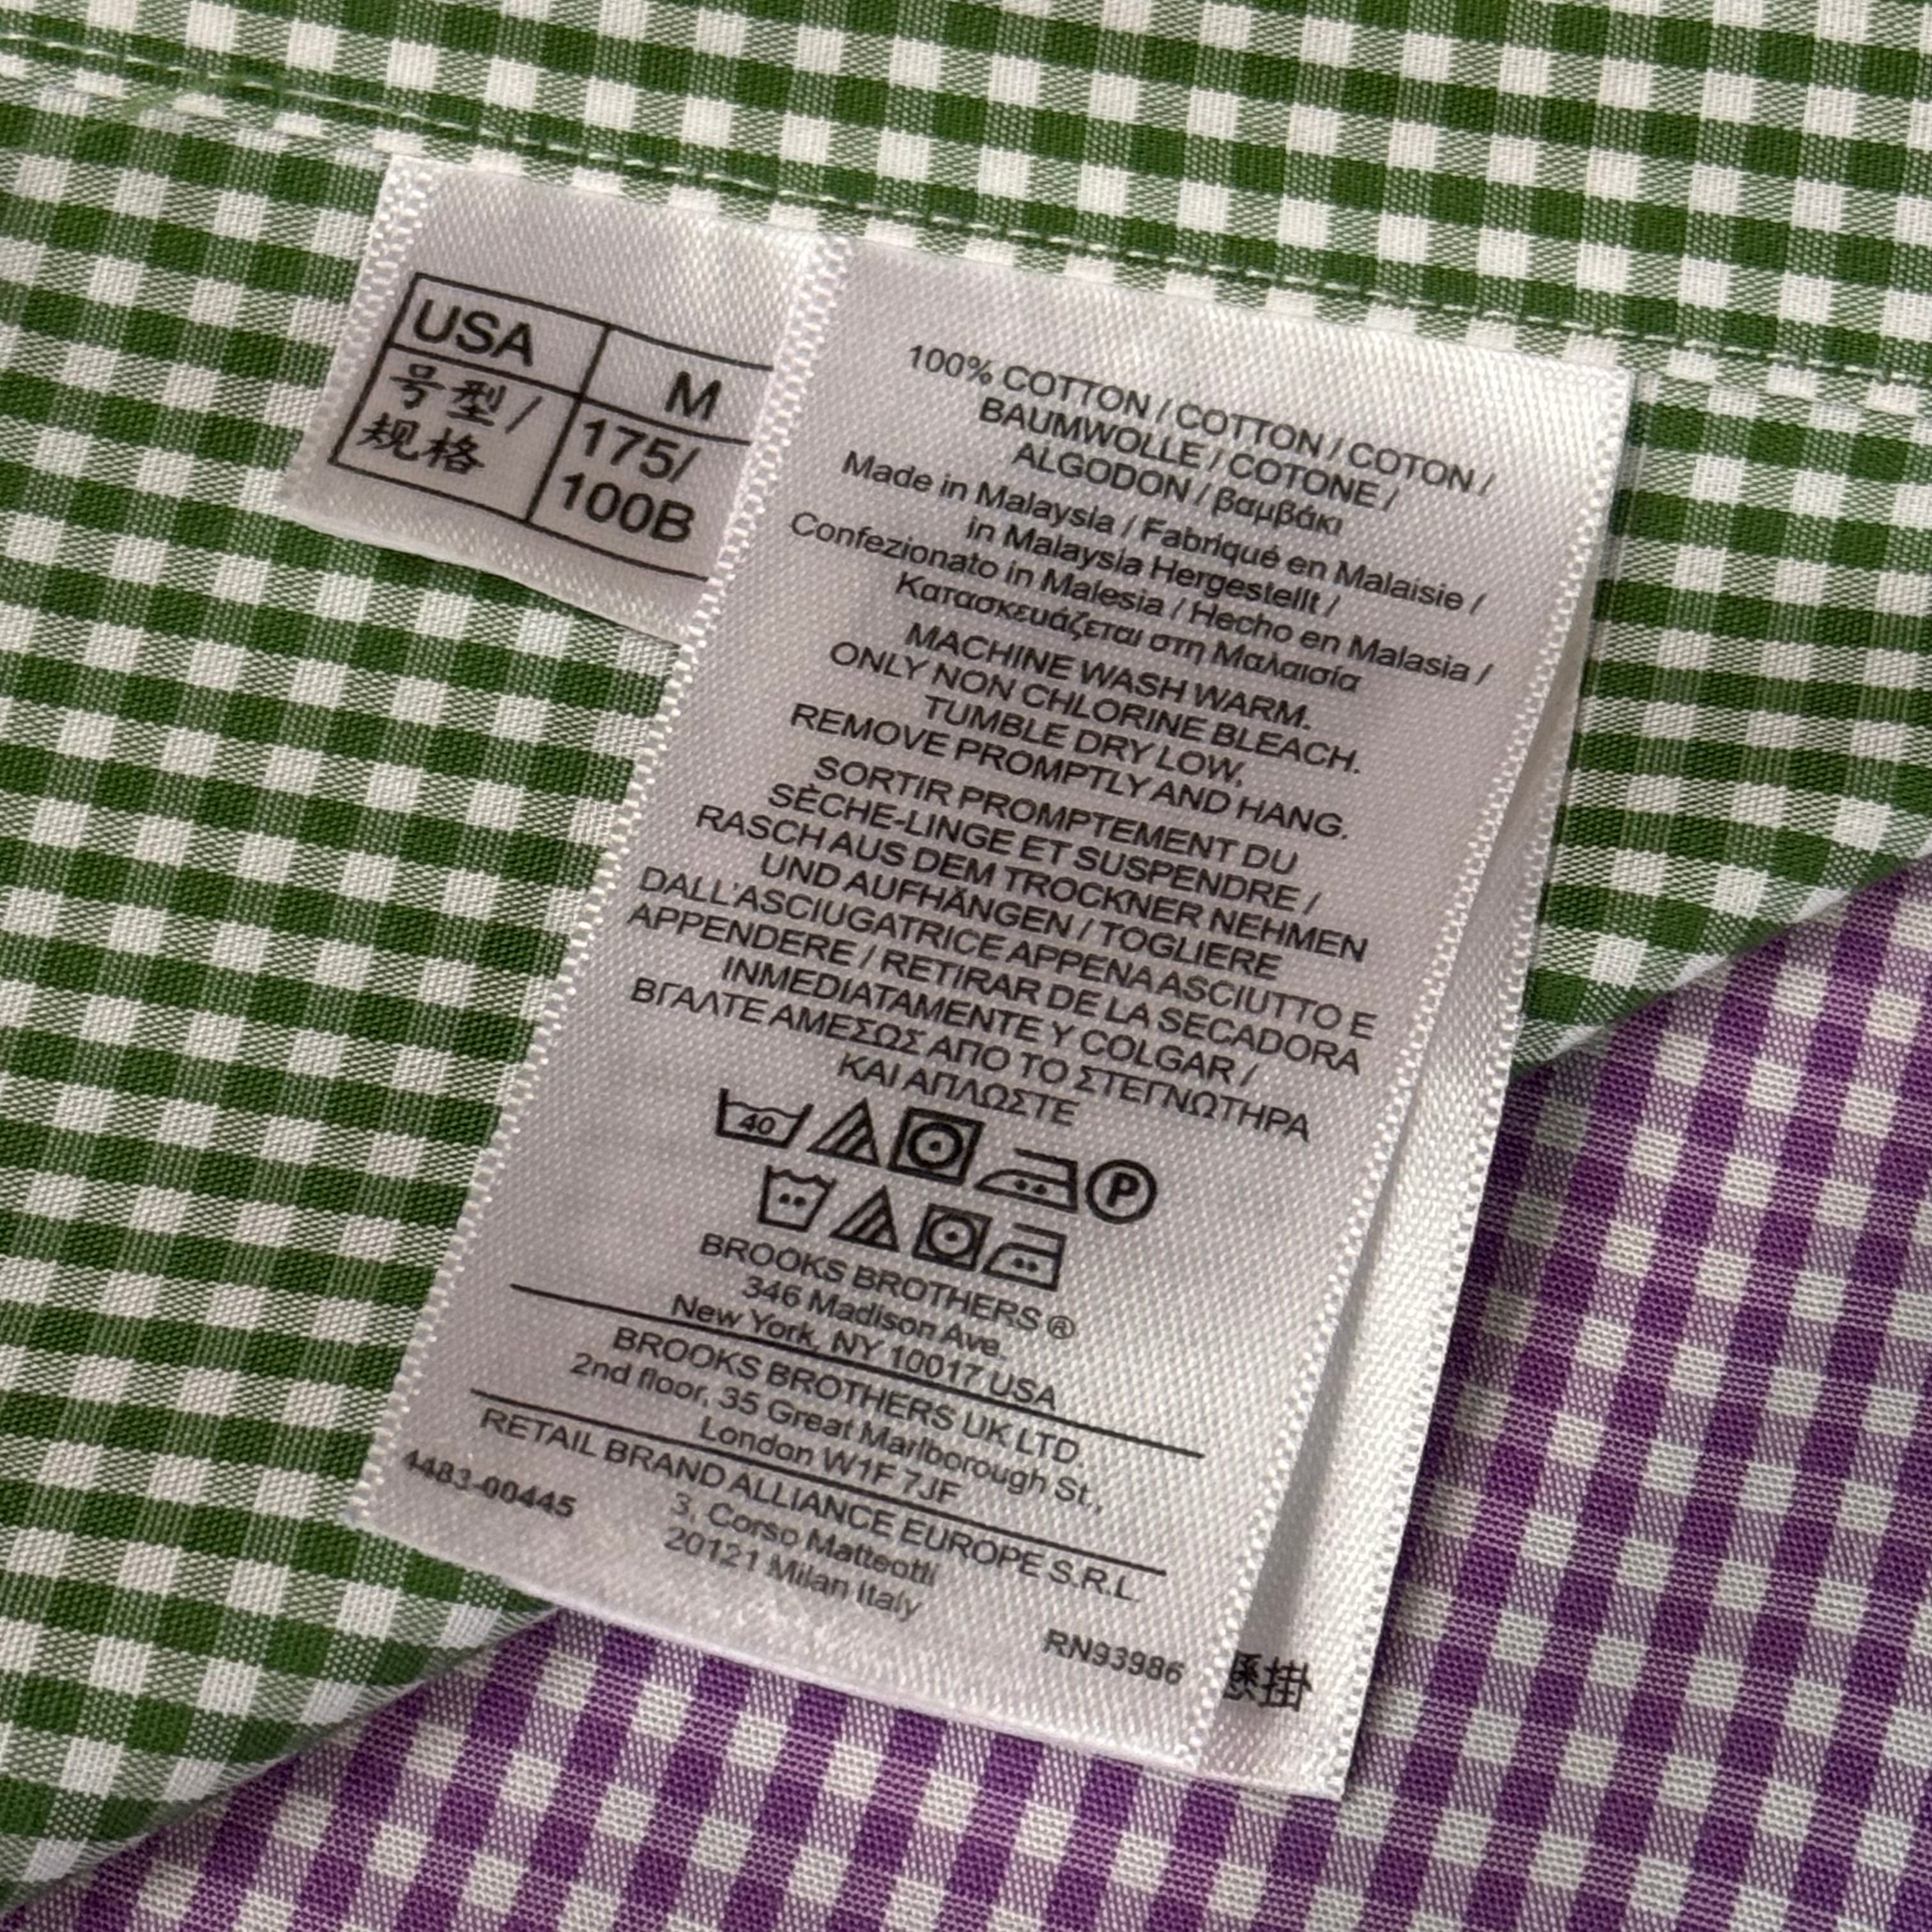 USA M
号型/ 175/
规格 100B
100% COTTON / COTTON / COTON /
BAUMWOLLE / COTONE /
ALGODON / βαμβάκι
Made in Malaysia / Fabriqué en Malaisie /
in Malaysia Hergestellt /
Confezionato in Malesia / Hecho en Malasia /
Κατασκευάζεται στη Μαλαισία
MACHINE WASH WARM.
ONLY NON CHLORINE BLEACH.
TUMBLE DRY LOW,
REMOVE PROMPTLY AND HANG.
SORTIR PROMPTEMENT DU
SÈCHE-LINGE ET SUSPENDRE /
RASCH AUS DEM TROCKNER NEHMEN
UND AUFHÄNGEN / TOGLIERE
DALL'ASCIUGATRICE APPENA ASCIUTTO E
APPENDERE / RETIRAR DE LA SECADORA
INMEDIATAMENTE Y COLGAR /
ΒΓΑΛΤΕ ΑΜΕΣΩΣ ΑΠΟ ΤΟ ΣΤΕΓΝΩΤΗΡΑ
ΚΑΙ ΑΠΛΩΣΤΕ
40 P
BROOKS BROTHERS ®
346 Madison Ave.
New York, NY 10017 USA
BROOKS BROTHERS UK LTD.
2nd floor, 35 Great Marlborough St.,
London W1F 7JF
RETAIL BRAND ALLIANCE EUROPE S.R.L.
3, Corso Matteotti
20121 Milan Italy
4483-00445
RN93986
懸掛